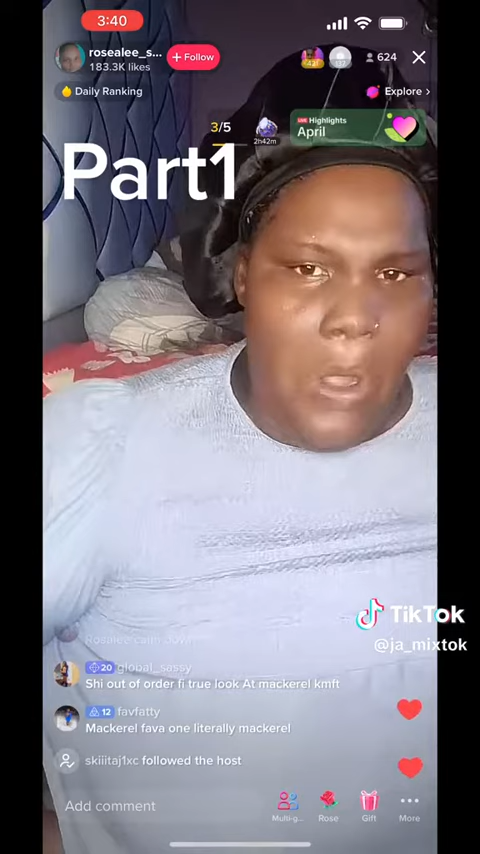 3:40
rosealee_s...
183.3K likes
+ Follow
624
Daily Ranking
Explore >
3/5
2h42m
LIVE Highlights
April
Part1
TikTok
@ja_mixtok
20 global_sassy
Shi out of order fi true look At mackerel kmft
12 favfatty
Mackerel fava one literally mackerel
skiiitaj1xc followed the host
Add comment
Multi-g...
Rose
Gift
More